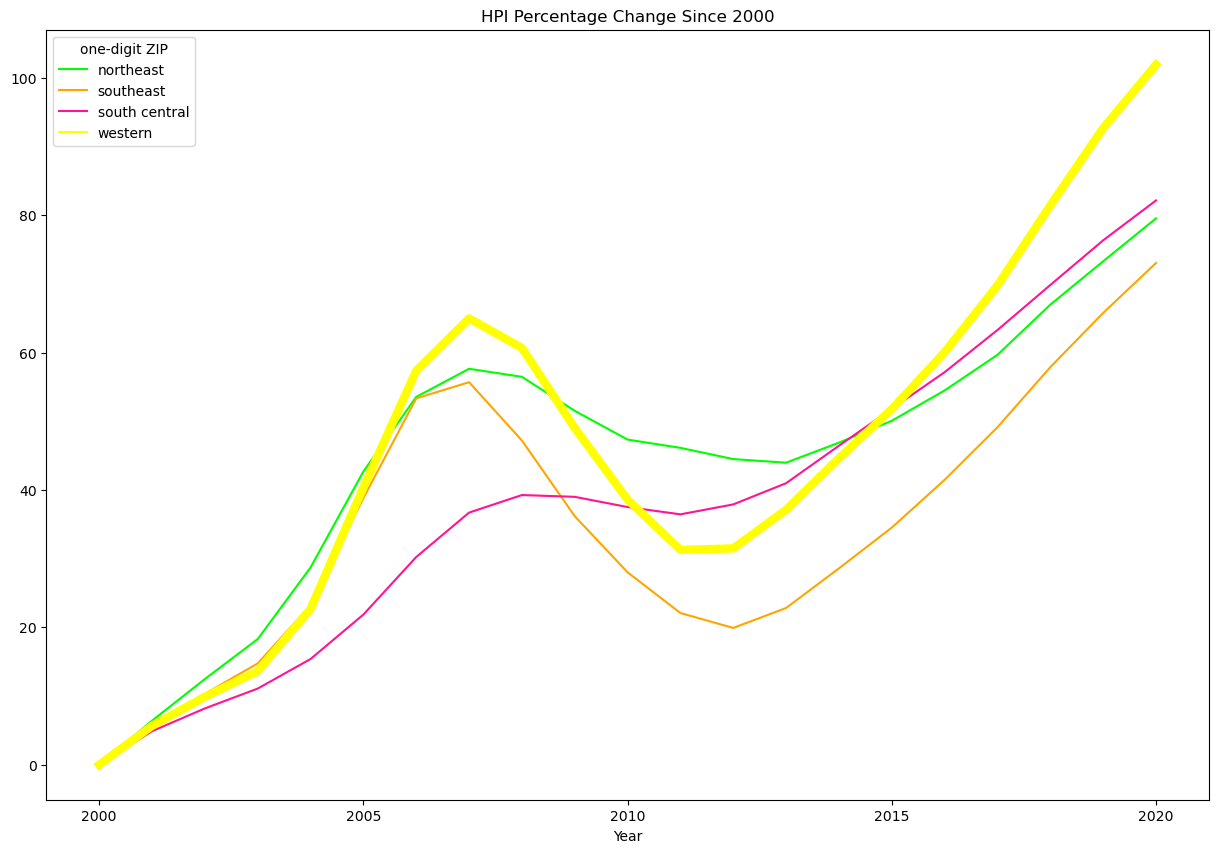 HPI Percentage Change Since 2000
one-digit ZIP
northeast
southeast
south central
western
100
80
60
40
20
0
2000 2005 2010 2015 2020
Year